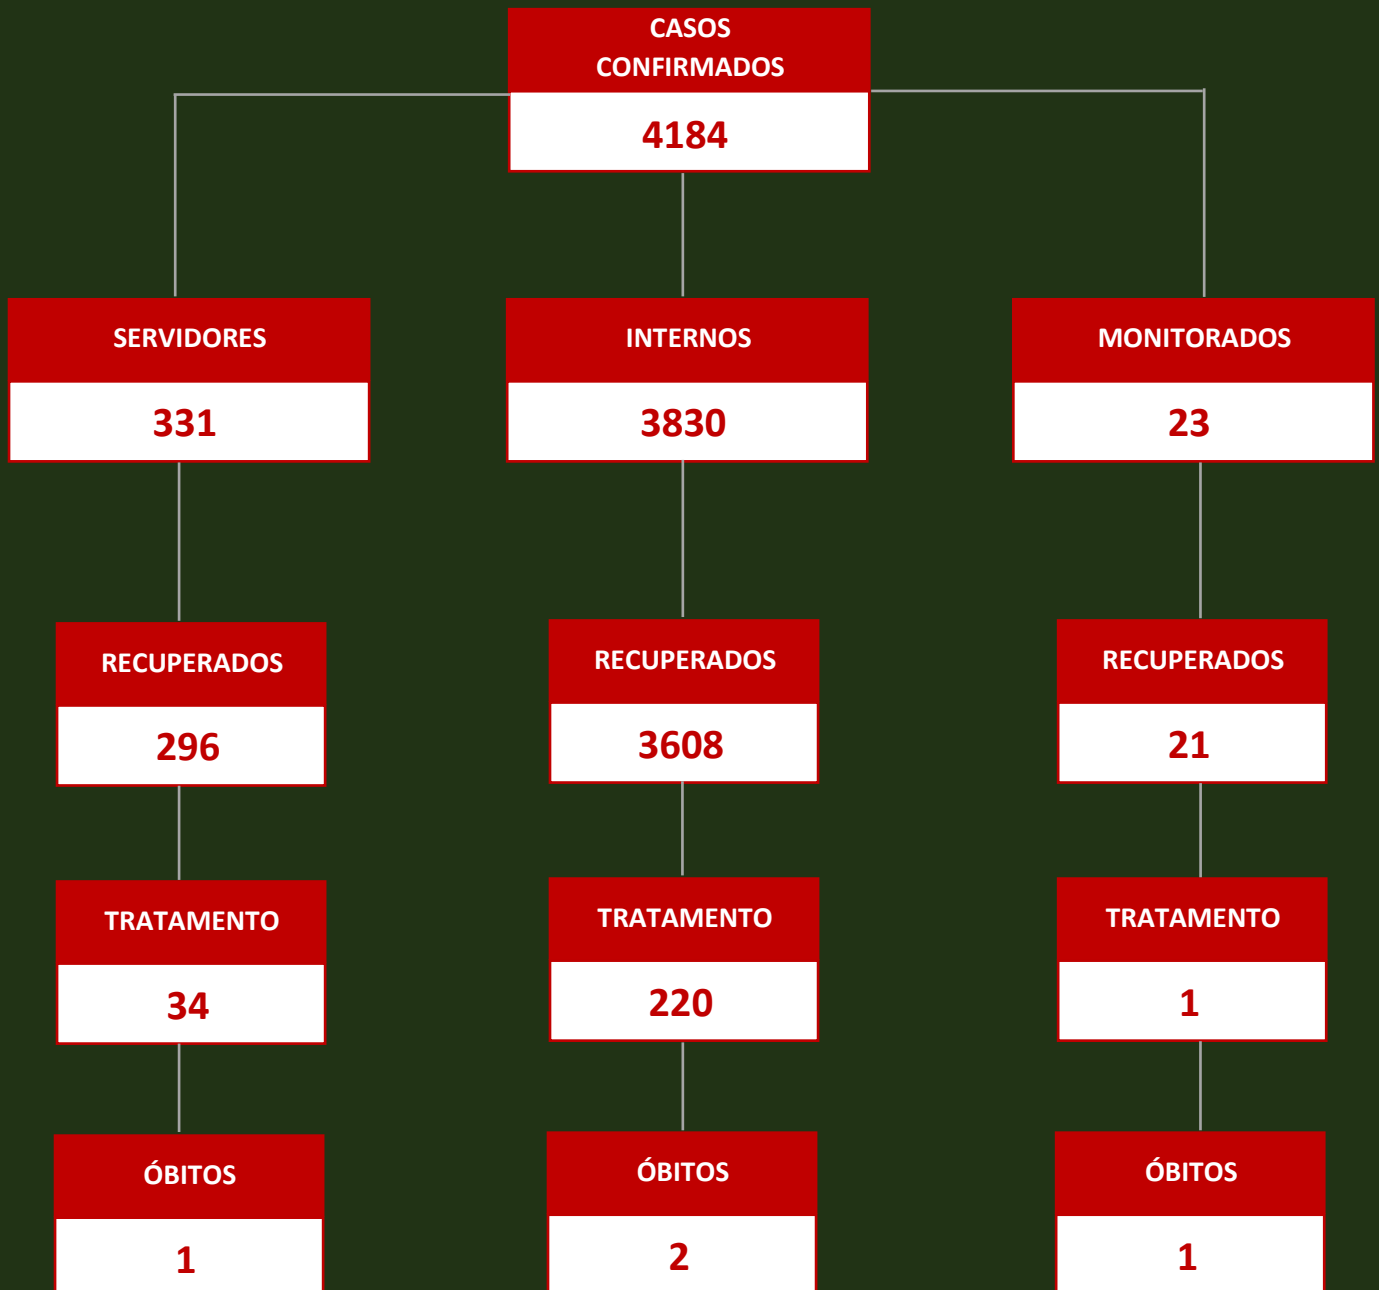 CASOS
CONFIRMADOS
4184
SERVIDORES
INTERNOS
MONITORADOS
331
3830
23
RECUPERADOS
RECUPERADOS
RECUPERADOS
296
3608
21
TRATAMENTO
TRATAMENTO
TRATAMENTO
34
220
1
ÓBITOS
ÓBITOS
ÓBITOS
1
2
1